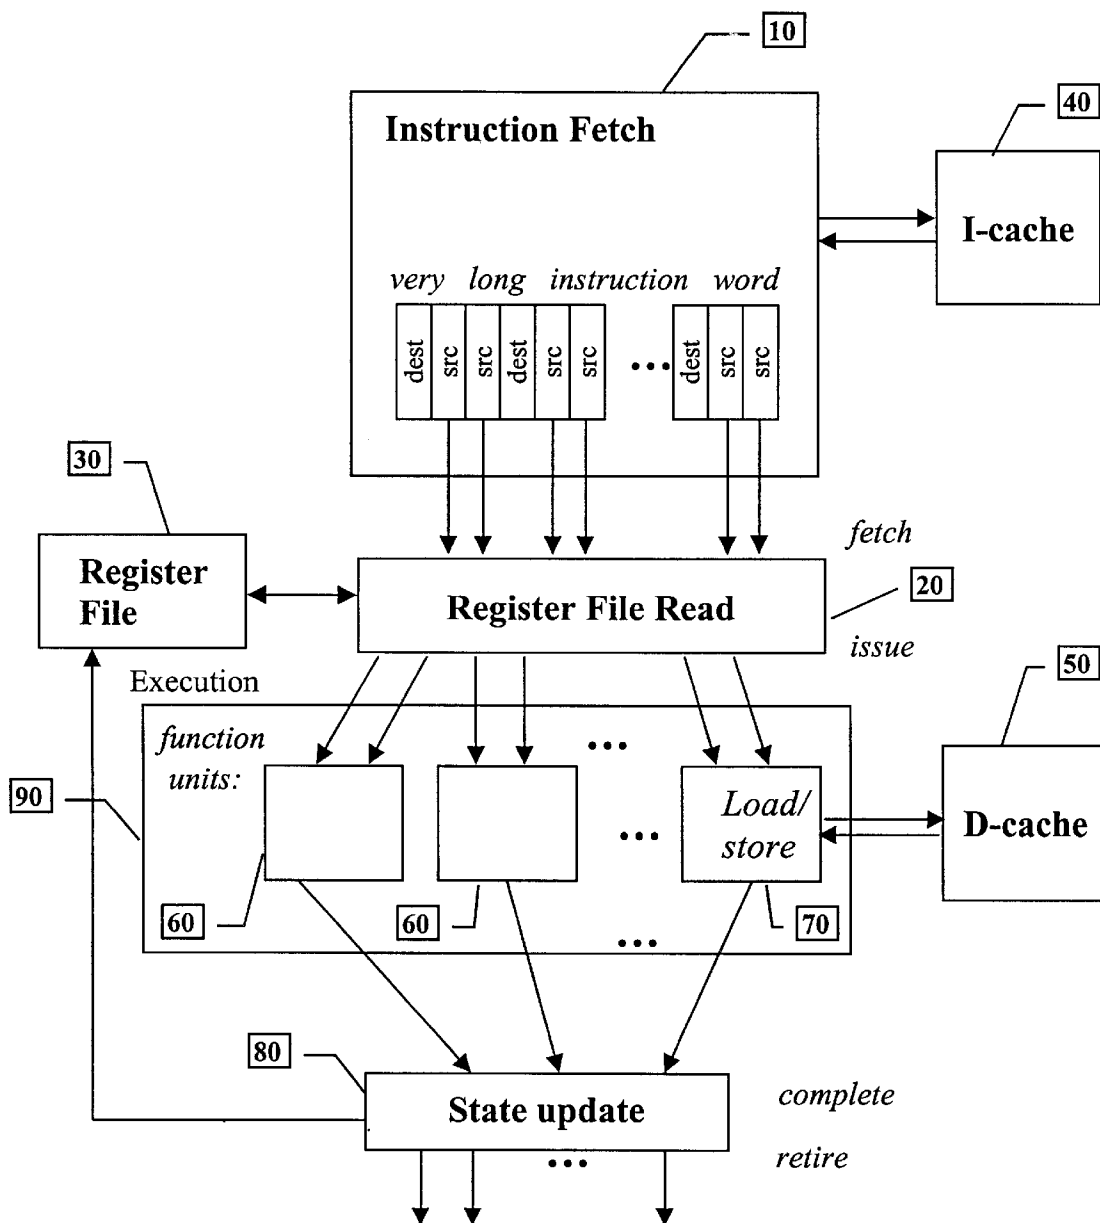 10
Instruction Fetch
40
I-cache
very long instruction word
dest src src dest src src ... dest src src
30
Register
File
fetch
Register File Read
20
issue
Execution
50
function
units:
...
90
Load/
store
...
D-cache
60
60
70
...
80
State update
complete
retire
...